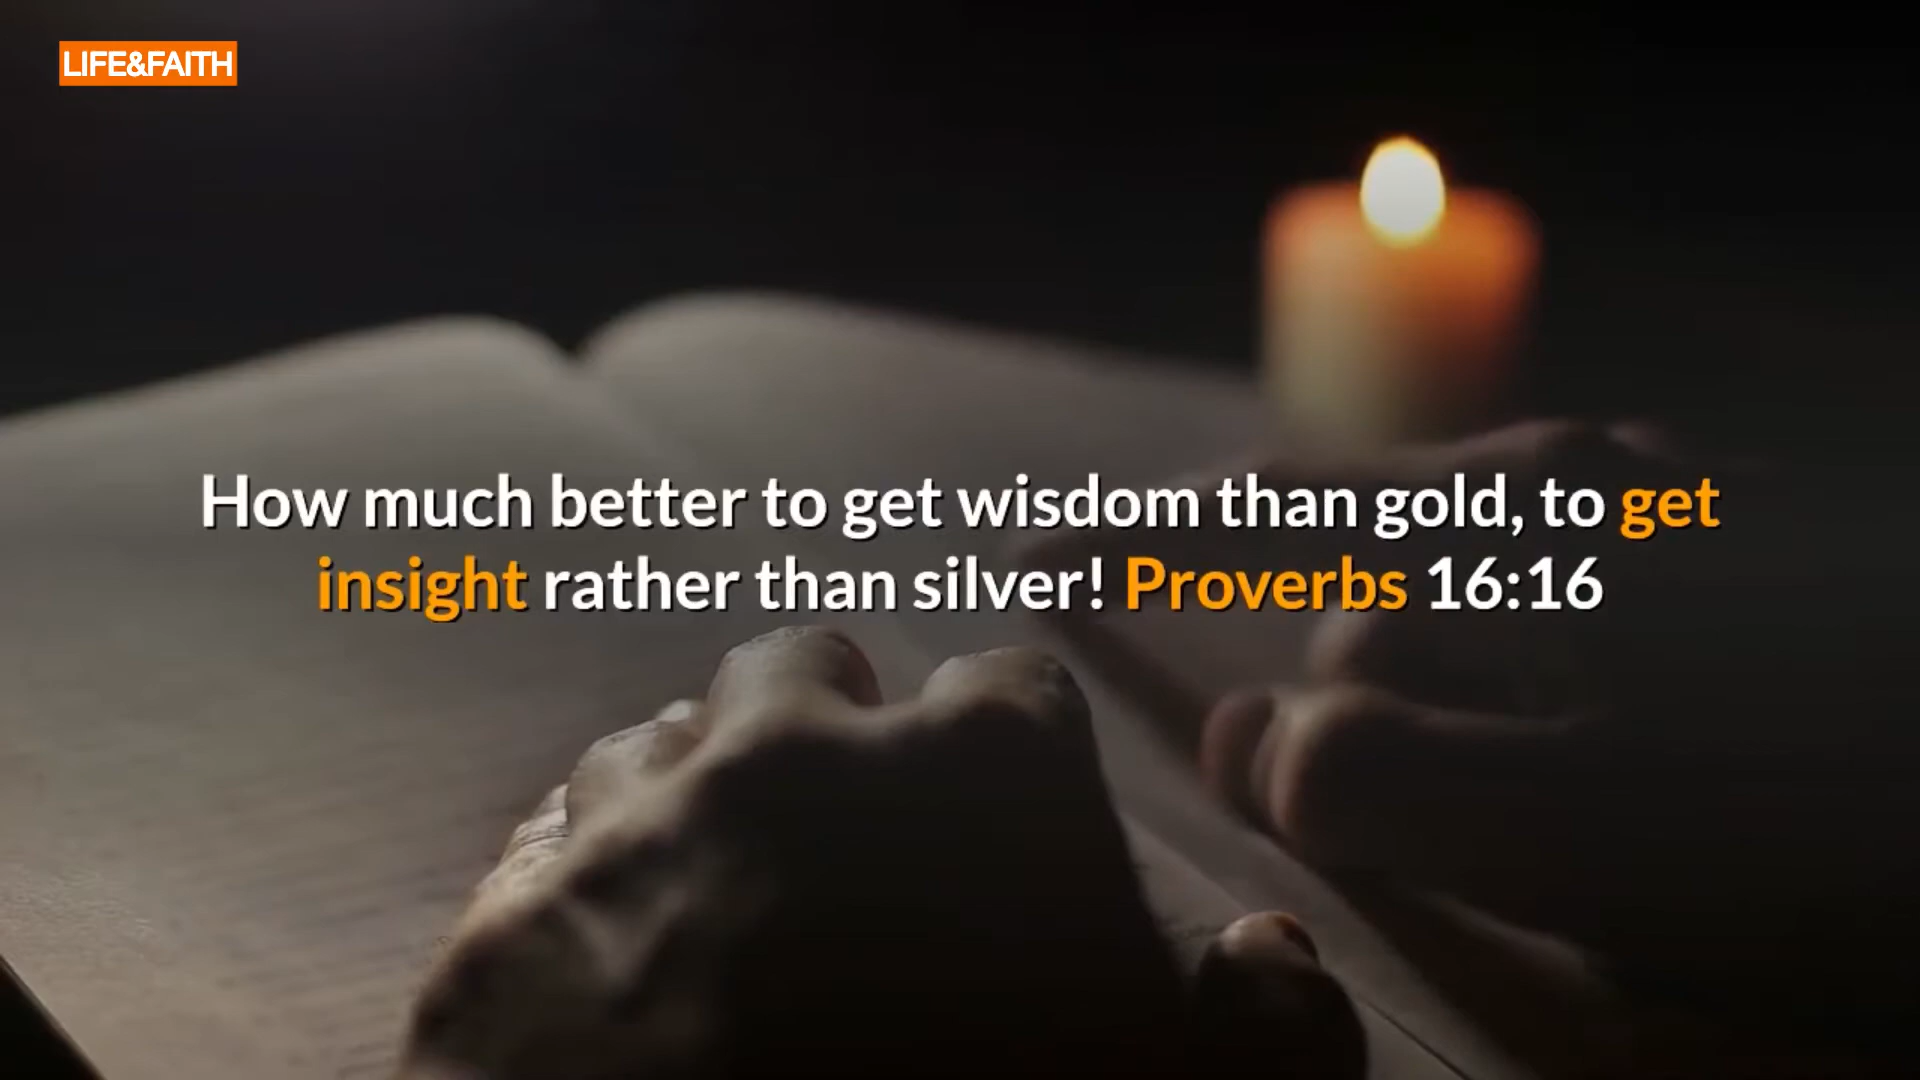 LIFE&FAITH
How much better to get wisdom than gold, to get
insight rather than silver! Proverbs 16:16